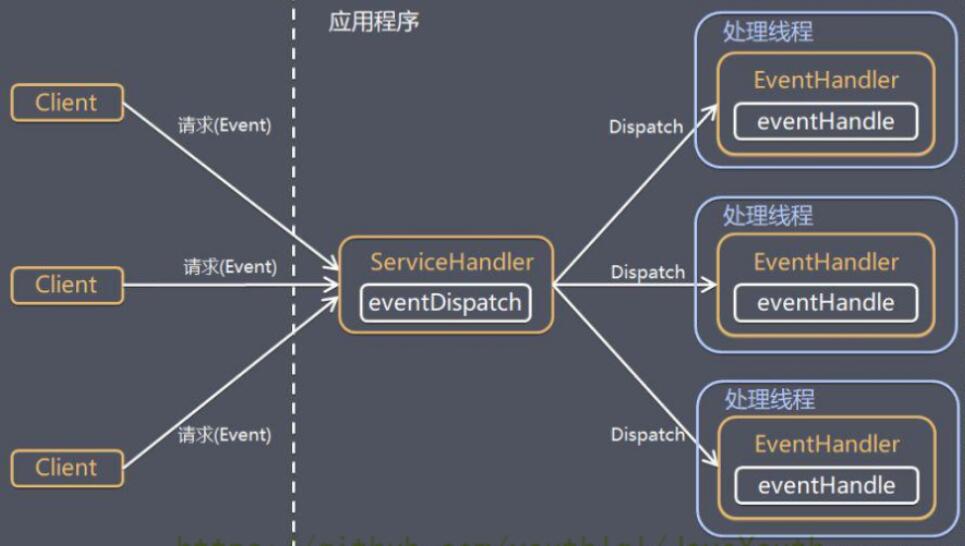 应用程序
Client
请求(Event)
Client
请求(Event)
Client
请求(Event)
ServiceHandler
eventDispatch
Dispatch
Dispatch
Dispatch
处理线程
EventHandler
eventHandle
处理线程
EventHandler
eventHandle
处理线程
EventHandler
eventHandle